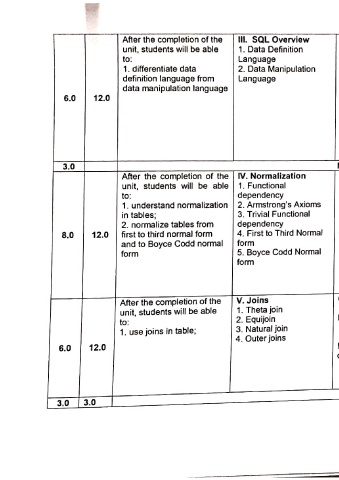 After the completion of the
unit, students will be able
to:
1. differentiate data
definition language from
data manipulation language
III. SQL Overview
1. Data Definition
Language
2. Data Manipulation
Language
6.0
12.0
3.0
After the completion of the
unit, students will be able
to:
1. understand normalization
in tables;
2. normalize tables from
first to third normal form
and to Boyce Codd normal
form
IV. Normalization
1. Functional
dependency
2. Armstrong's Axioms
3. Trivial Functional
dependency
4. First to Third Normal
form
5. Boyce Codd Normal
form
8.0
12.0
After the completion of the
unit, students will be able
to:
1. use joins in table;
V. Joins
1. Theta join
2. Equijoin
3. Natural join
4. Outer joins
6.0
12.0
3.0
3.0